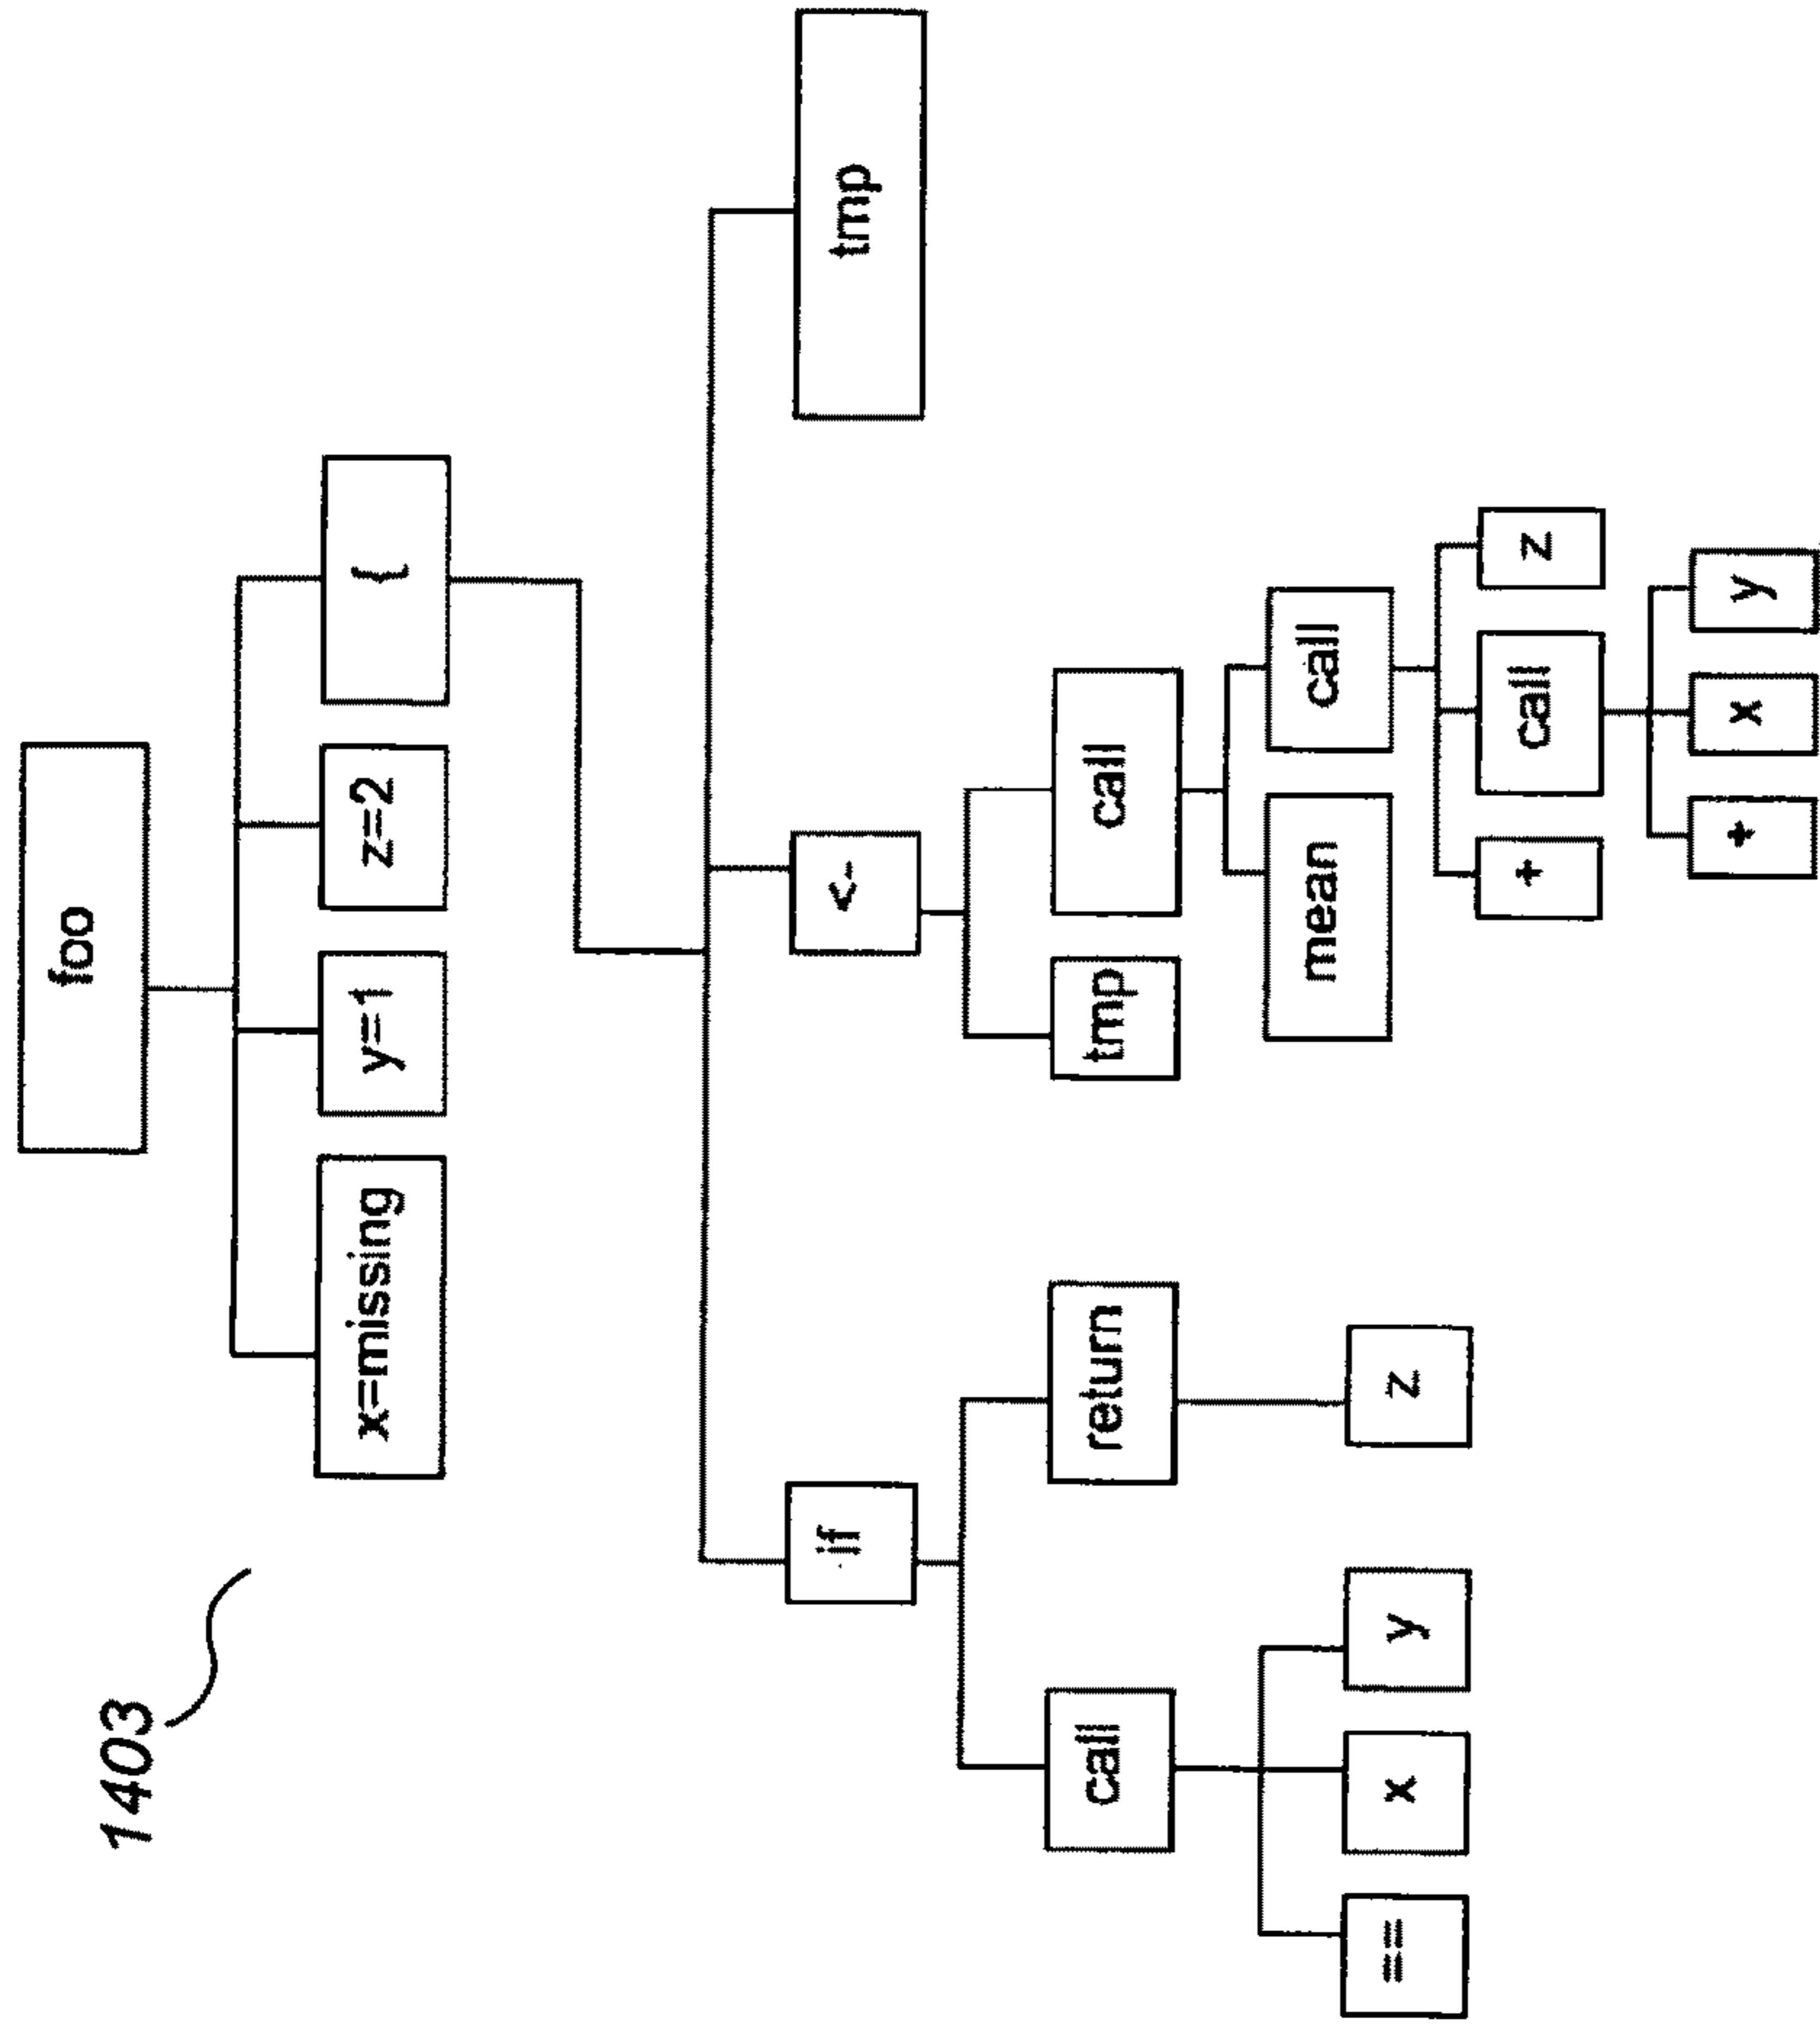 1403
foo
x=missing
y=1
z=2
{
if
<-
tmp
call
return
tmp
call
mean
call
==
x
y
z
+
call
z
+
x
y